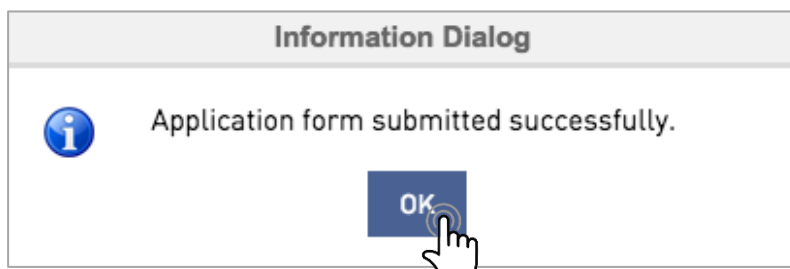 Information Dialog
Application form submitted successfully.
OK